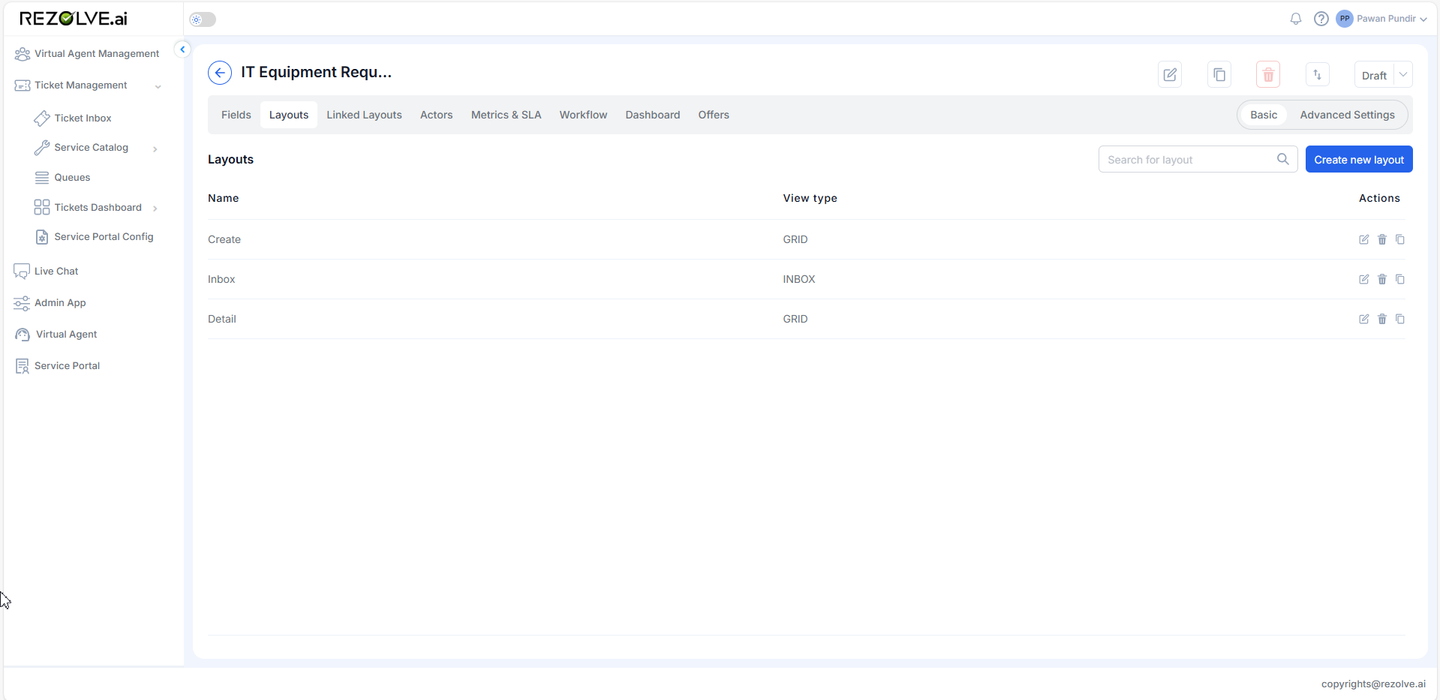 REZOLVE.ai
PP Pawan Pundir
Virtual Agent Management
Ticket Management
Ticket Inbox
Service Catalog
Queues
Tickets Dashboard
Service Portal Config
Live Chat
Admin App
Virtual Agent
Service Portal
IT Equipment Requ...
Draft
Fields Layouts Linked Layouts Actors Metrics & SLA Workflow Dashboard Offers Basic Advanced Settings
Layouts Search for layout Create new layout
Name View type Actions
Create GRID
Inbox INBOX
Detail GRID
copyrights@rezolve.ai